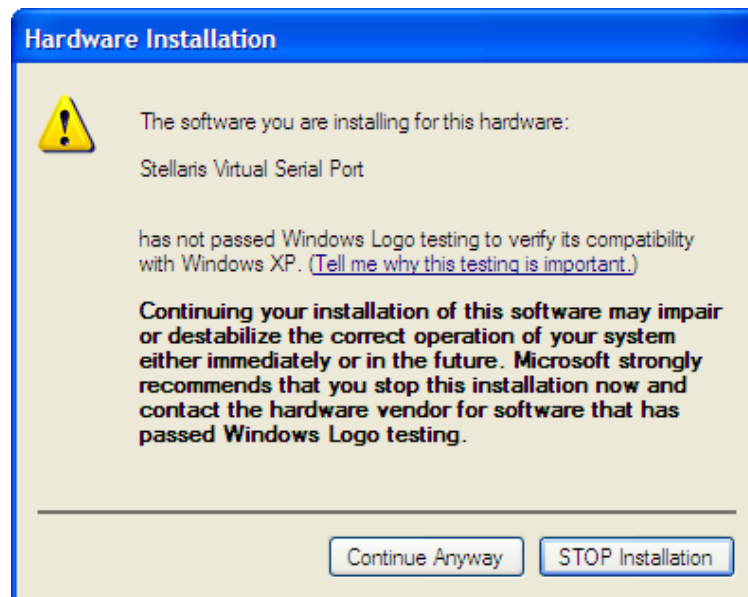 Hardware Installation
The software you are installing for this hardware:
Stellaris Virtual Serial Port
has not passed Windows Logo testing to verify its compatibility
with Windows XP. (Tell me why this testing is important.)
Continuing your installation of this software may impair
or destabilize the correct operation of your system
either immediately or in the future. Microsoft strongly
recommends that you stop this installation now and
contact the hardware vendor for software that has
passed Windows Logo testing.
Continue Anyway
STOP Installation